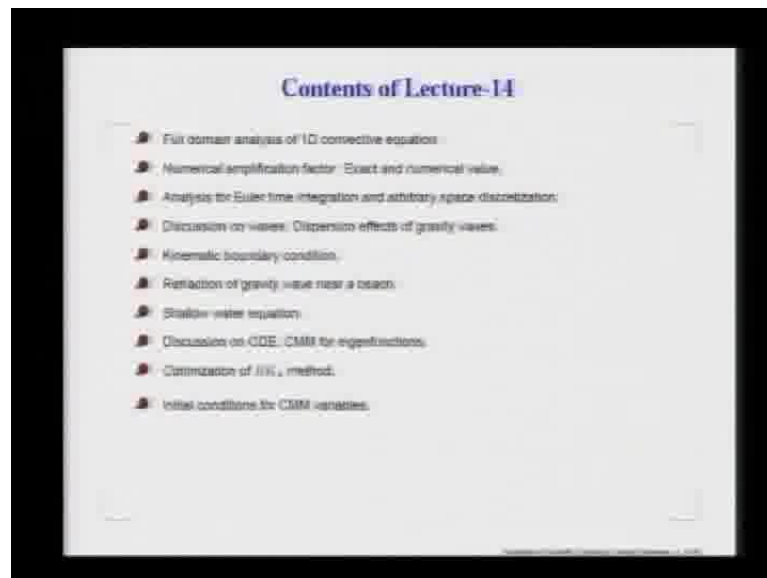 Contents of Lecture-14
Full domain analysis of 1D convective equation.
Numerical amplification factor. Exact and numerical value.
Analysis for Euler time integration and arbitrary space discretization.
Discussion on waves. Dispersion effects of gravity waves.
Kinematic boundary condition.
Refraction of gravity wave near a beach.
Shallow water equation.
Discussion on ODE. CMM for eigenfunctions.
Optimization of RK₄ method.
Initial conditions for CMM variables.